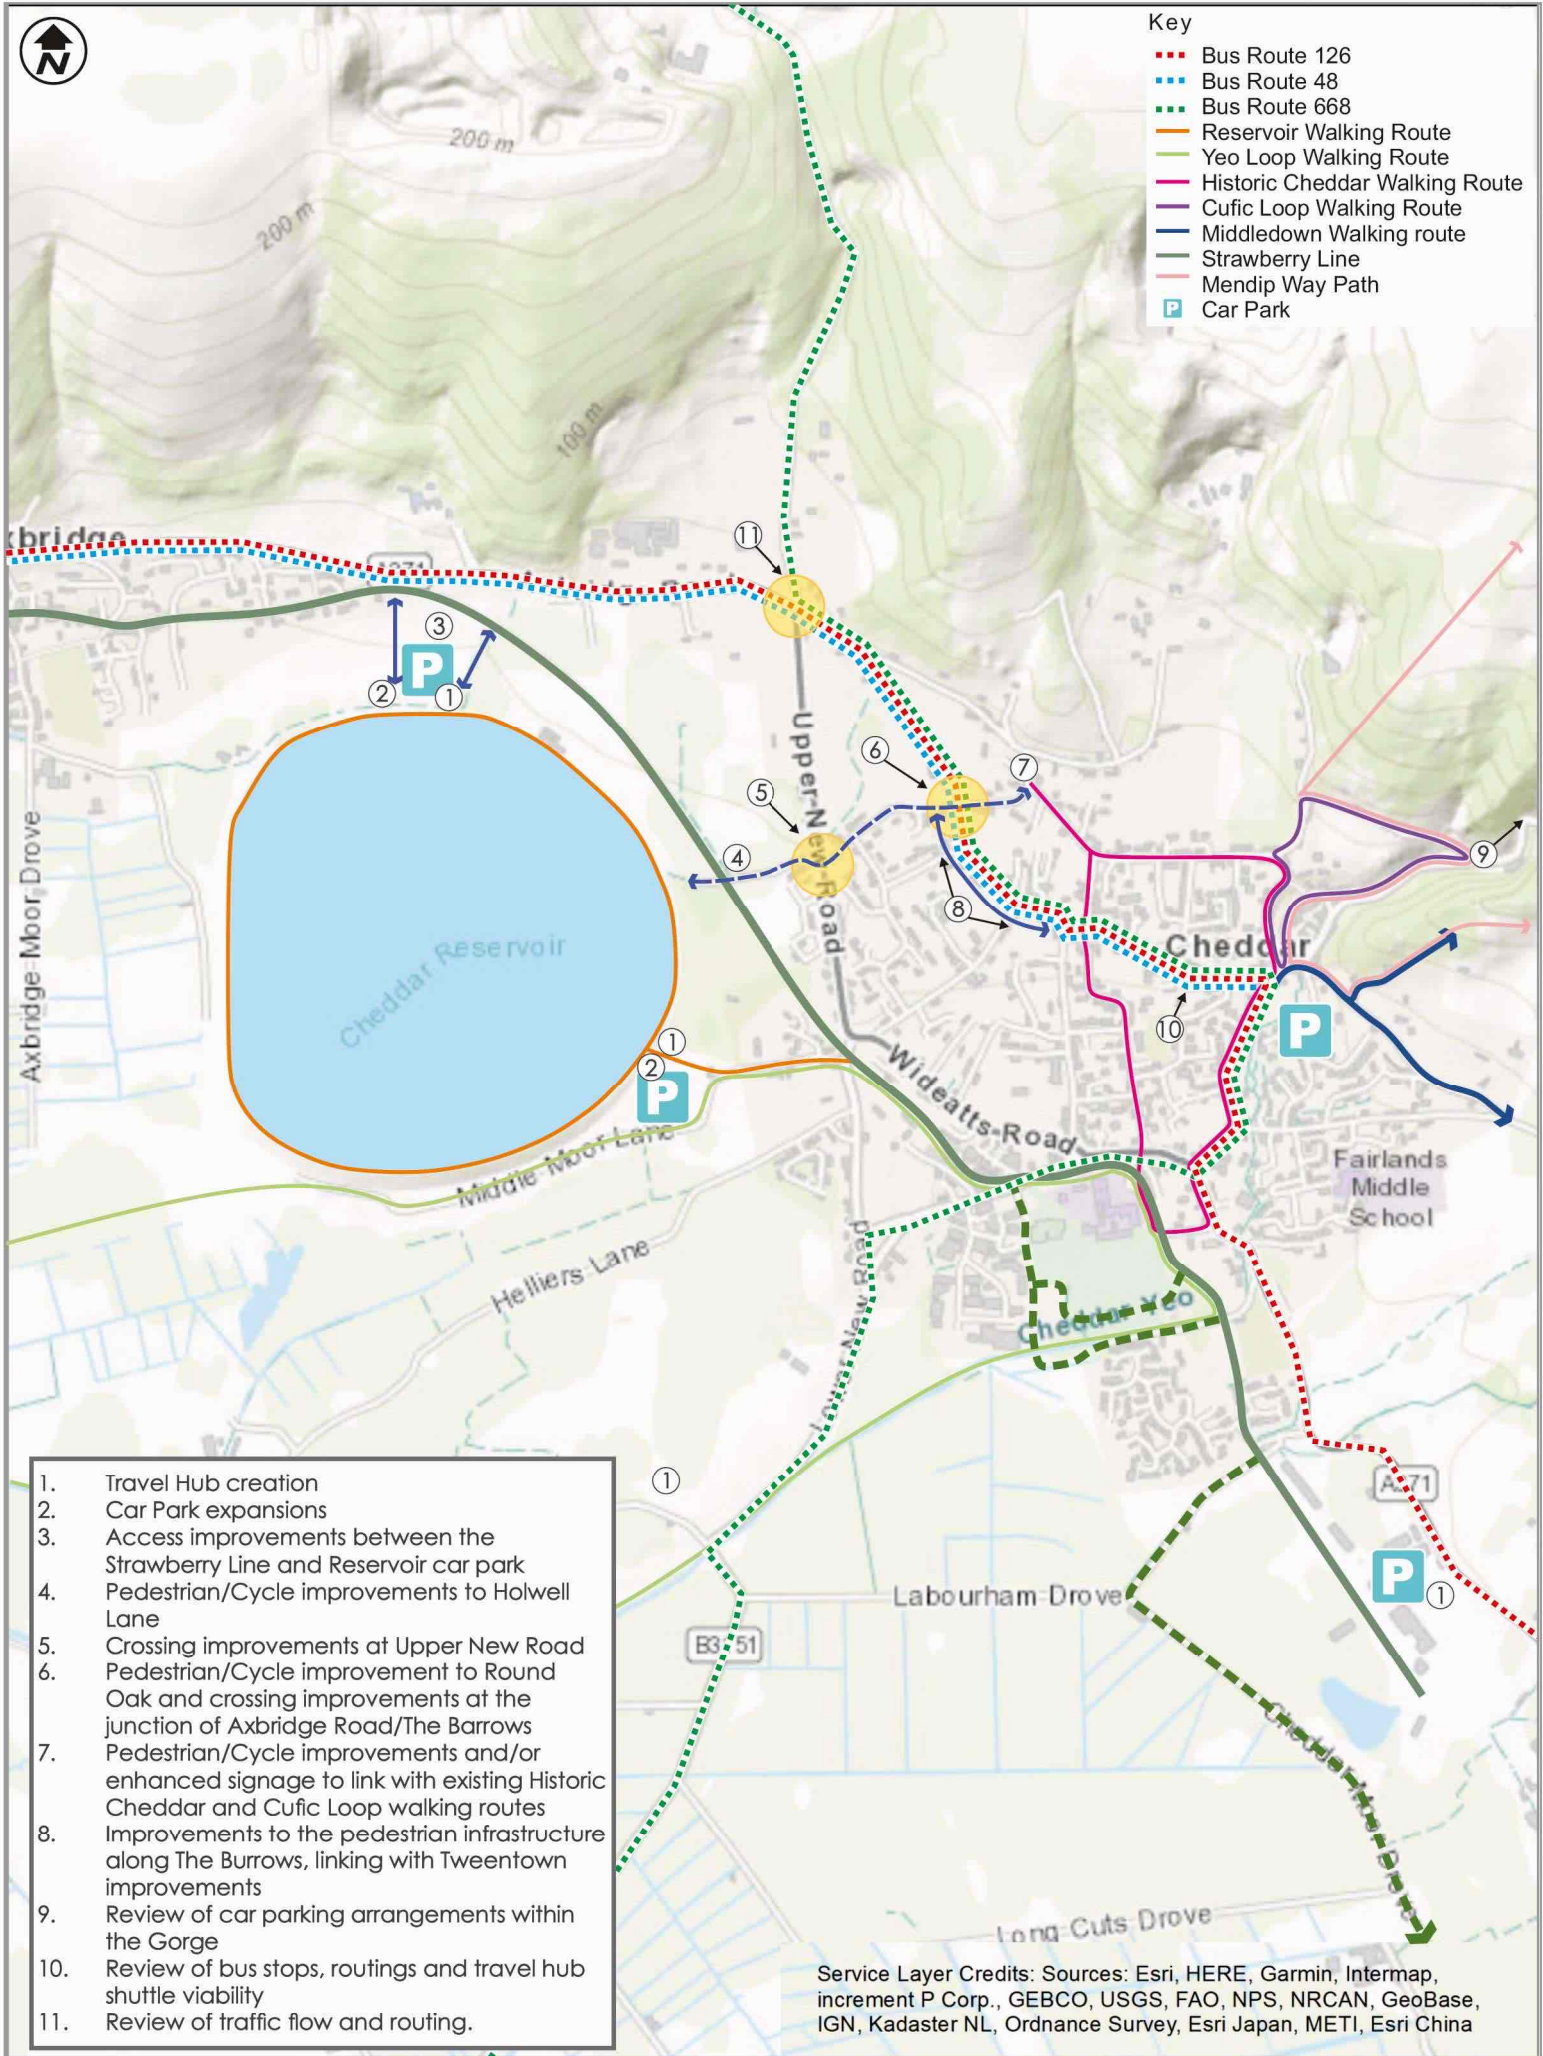 N
Key
Bus Route 126
Bus Route 48
Bus Route 668
Reservoir Walking Route
Yeo Loop Walking Route
Historic Cheddar Walking Route
Cufic Loop Walking Route
Middledown Walking route
Strawberry Line
Mendip Way Path
P Car Park
200 m
200 m
100 m
11
3
P
2
1
Upper New Road
6
7
5
4
8
9
Axbridge Moor Drove
Cheddar Reservoir
Cheddar
10
P
1
2
P
Wideatts Road
Middle Moor Lane
Fairlands
Middle
School
Helliers Lane
Lower New Road
Cheddar Yeo
1
P
1
Labourham Drove
Cheddar Moor Drove
Long Cuts Drove
1. Travel Hub creation
2. Car Park expansions
3. Access improvements between the
Strawberry Line and Reservoir car park
4. Pedestrian/Cycle improvements to Holwell
Lane
5. Crossing improvements at Upper New Road
6. Pedestrian/Cycle improvement to Round
Oak and crossing improvements at the
junction of Axbridge Road/The Barrows
7. Pedestrian/Cycle improvements and/or
enhanced signage to link with existing Historic
Cheddar and Cufic Loop walking routes
8. Improvements to the pedestrian infrastructure
along The Burrows, linking with Tweentown
improvements
9. Review of car parking arrangements within
the Gorge
10. Review of bus stops, routings and travel hub
shuttle viability
11. Review of traffic flow and routing.
Service Layer Credits: Sources: Esri, HERE, Garmin, Intermap,
increment P Corp., GEBCO, USGS, FAO, NPS, NRCAN, GeoBase,
IGN, Kadaster NL, Ordnance Survey, Esri Japan, METI, Esri China